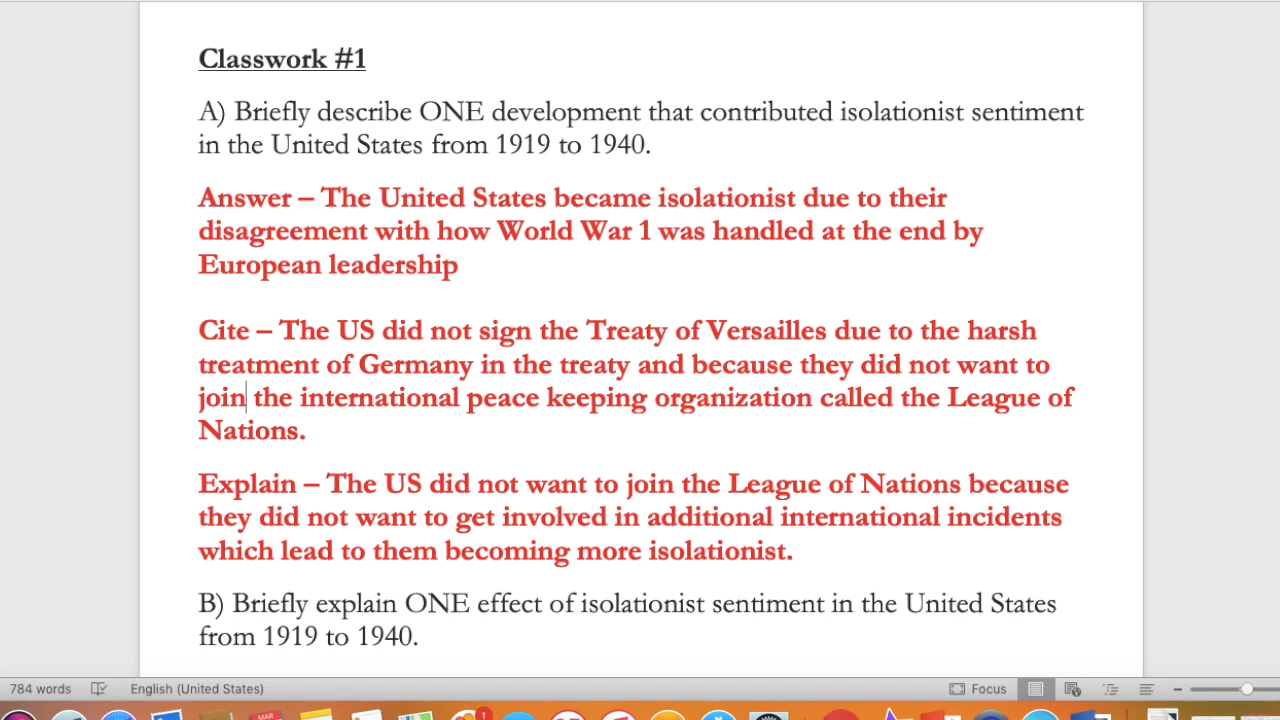 Classwork #1
A) Briefly describe ONE development that contributed isolationist sentiment
in the United States from 1919 to 1940.
Answer – The United States became isolationist due to their
disagreement with how World War 1 was handled at the end by
European leadership
Cite – The US did not sign the Treaty of Versailles due to the harsh
treatment of Germany in the treaty and because they did not want to
join the international peace keeping organization called the League of
Nations.
Explain – The US did not want to join the League of Nations because
they did not want to get involved in additional international incidents
which lead to them becoming more isolationist.
B) Briefly explain ONE effect of isolationist sentiment in the United States
from 1919 to 1940.
784 words English (United States) Focus
MAR 1